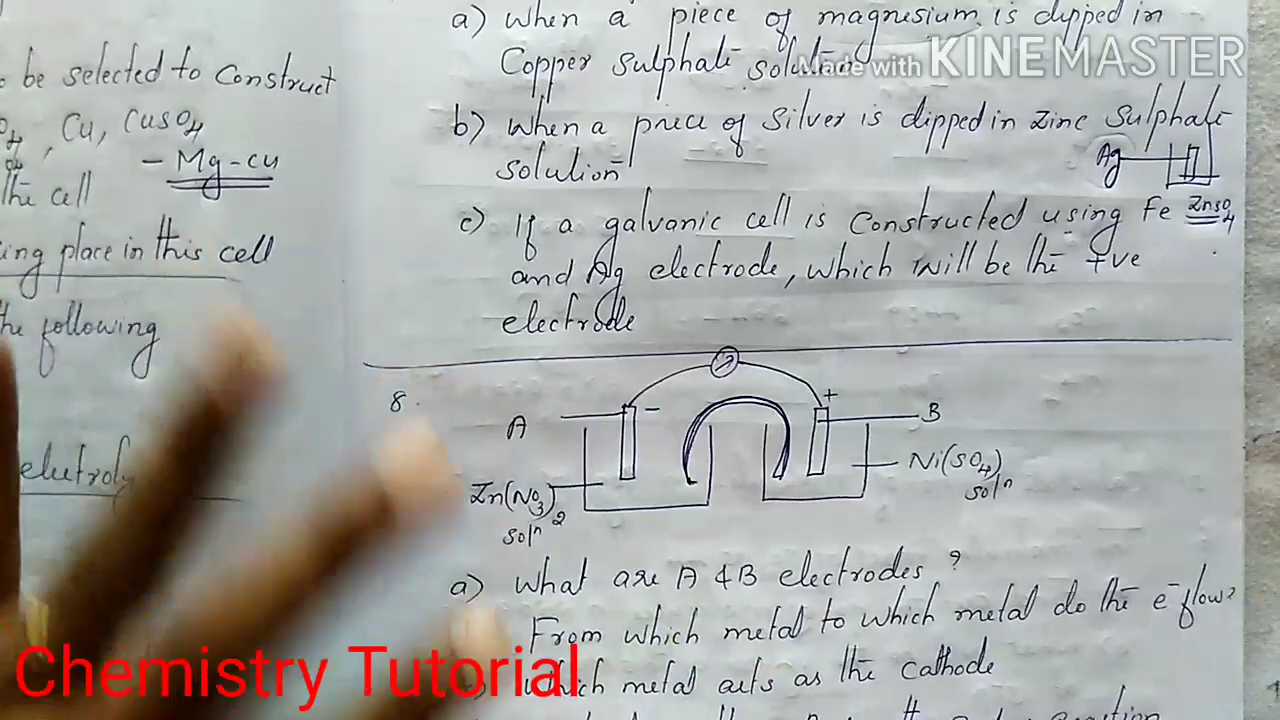 be selected to construct
, Cu, CuSO4
- Mg-cu
the cell
ing place in this cell
the following
a) When a piece of magnesium is dipped in
Copper Sulphate solution
Made with KINEMASTER
b) When a piece of Silver is dipped in Zinc Sulphate
solution
Ag
ZnSO4
c) If a galvanic cell is constructed using Fe
and Ag electrode, which will be the +ve
electrode
8.
A
-
+
B
Zn(NO3)2
soln
Ni(SO4)
soln
a) What are A & B electrodes ?
From which metal to which metal do the e- flow?
which metal acts as the cathode
Chemistry Tutorial